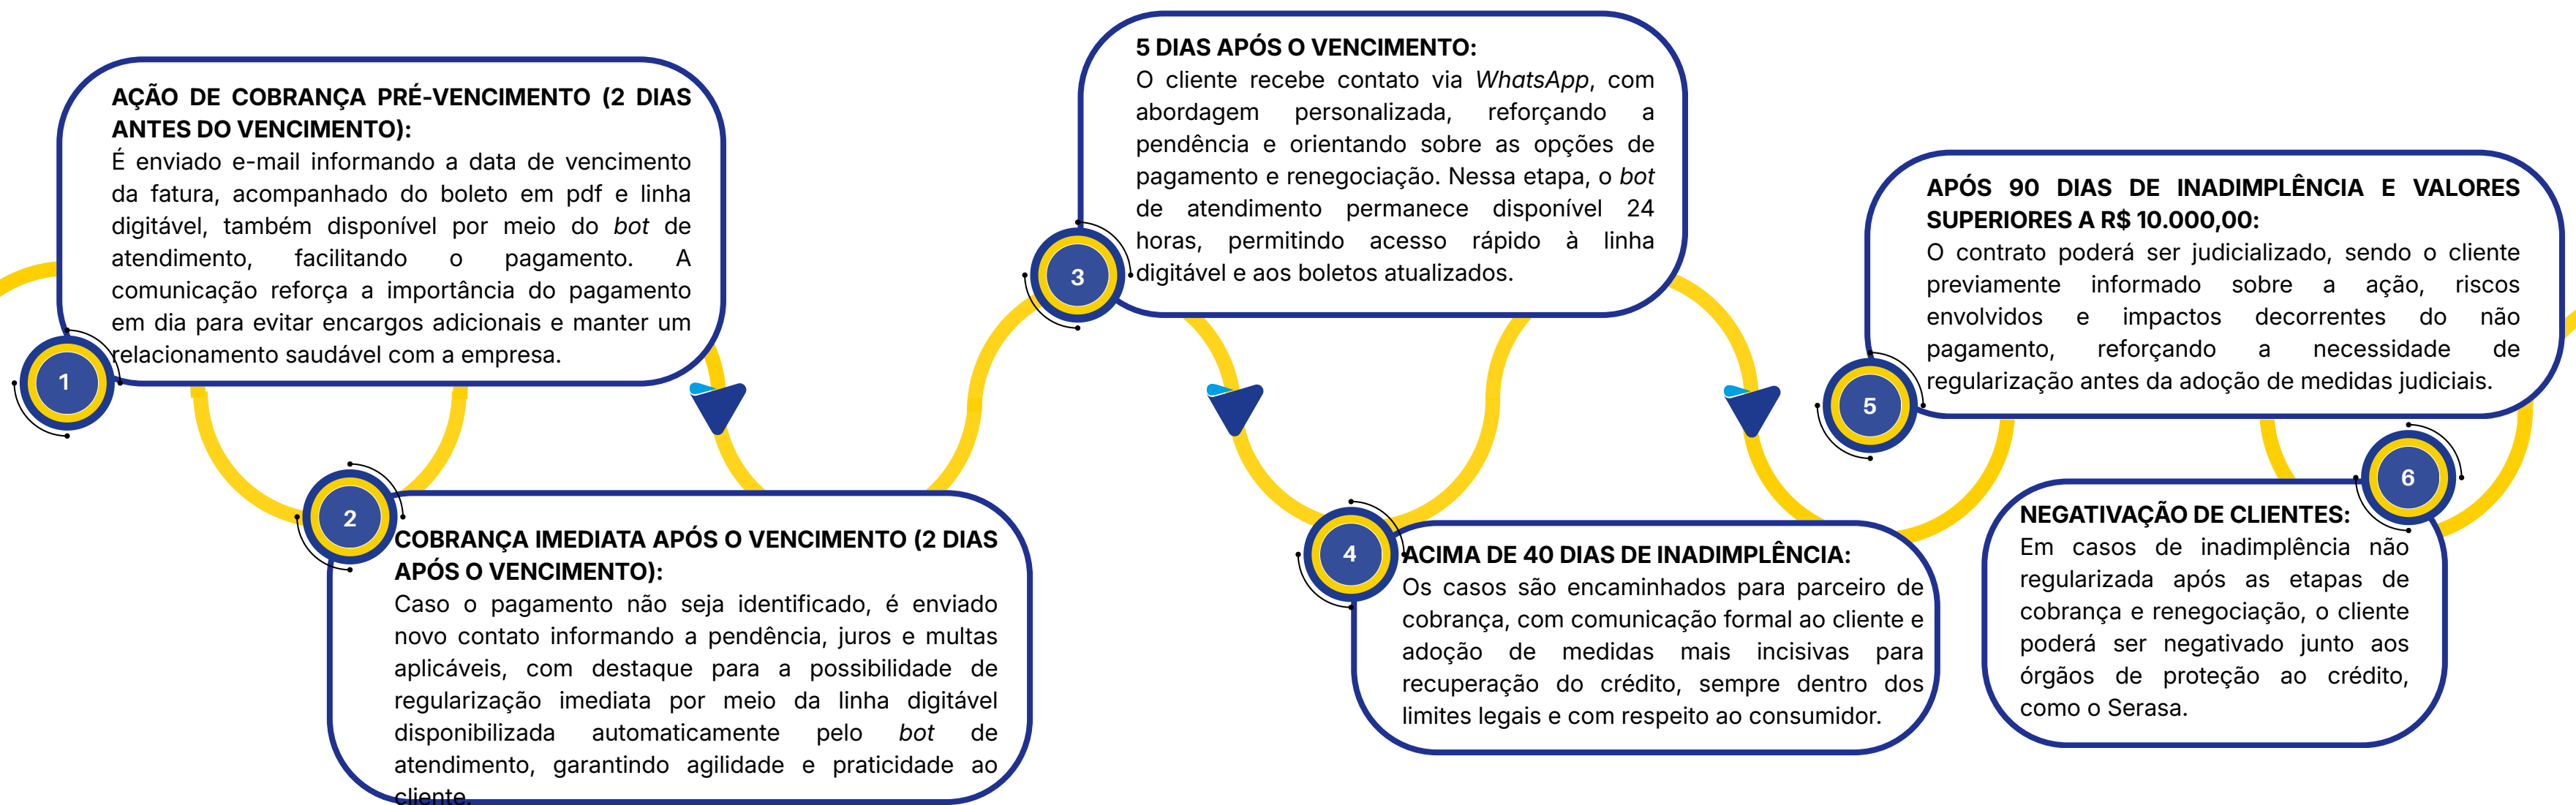 1
AÇÃO DE COBRANÇA PRÉ-VENCIMENTO (2 DIAS
ANTES DO VENCIMENTO):
É enviado e-mail informando a data de vencimento
da fatura, acompanhado do boleto em pdf e linha
digitável, também disponível por meio do bot de
atendimento, facilitando o pagamento. A
comunicação reforça a importância do pagamento
em dia para evitar encargos adicionais e manter um
relacionamento saudável com a empresa.
2
COBRANÇA IMEDIATA APÓS O VENCIMENTO (2 DIAS
APÓS O VENCIMENTO):
Caso o pagamento não seja identificado, é enviado
novo contato informando a pendência, juros e multas
aplicáveis, com destaque para a possibilidade de
regularização imediata por meio da linha digitável
disponibilizada automaticamente pelo bot de
atendimento, garantindo agilidade e praticidade ao
cliente.
3
5 DIAS APÓS O VENCIMENTO:
O cliente recebe contato via WhatsApp, com
abordagem personalizada, reforçando a
pendência e orientando sobre as opções de
pagamento e renegociação. Nessa etapa, o bot
de atendimento permanece disponível 24
horas, permitindo acesso rápido à linha
digitável e aos boletos atualizados.
4
ACIMA DE 40 DIAS DE INADIMPLÊNCIA:
Os casos são encaminhados para parceiro de
cobrança, com comunicação formal ao cliente e
adoção de medidas mais incisivas para
recuperação do crédito, sempre dentro dos
limites legais e com respeito ao consumidor.
5
APÓS 90 DIAS DE INADIMPLÊNCIA E VALORES
SUPERIORES A R$ 10.000,00:
O contrato poderá ser judicializado, sendo o cliente
previamente informado sobre a ação, riscos
envolvidos e impactos decorrentes do não
pagamento, reforçando a necessidade de
regularização antes da adoção de medidas judiciais.
6
NEGATIVAÇÃO DE CLIENTES:
Em casos de inadimplência não
regularizada após as etapas de
cobrança e renegociação, o cliente
poderá ser negativado junto aos
órgãos de proteção ao crédito,
como o Serasa.